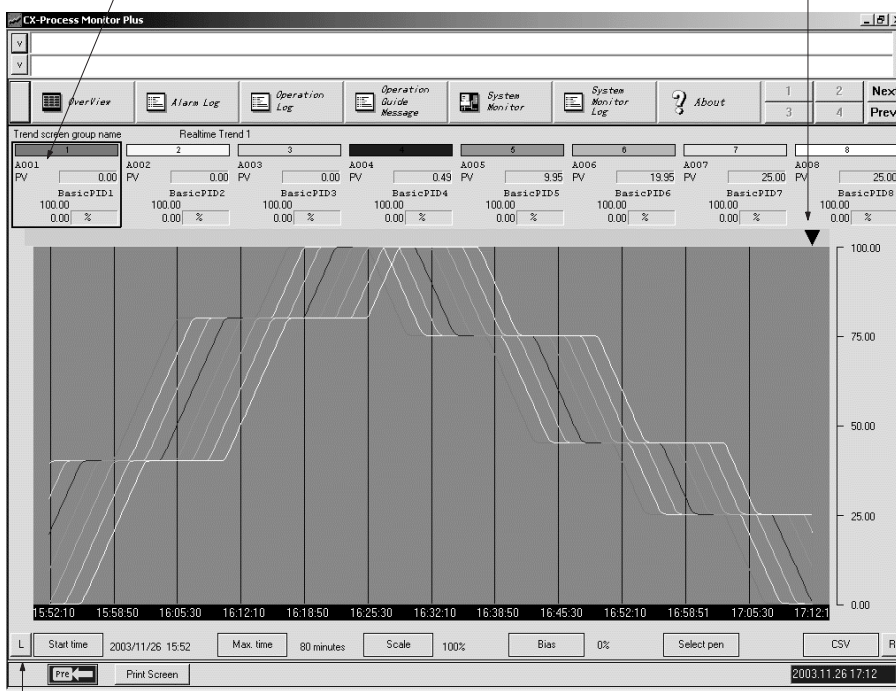 CX-Process Monitor Plus
v
v
OverView
Alarm Log
Operation Log
Operation Guide Message
System Monitor
System Monitor Log
About
1 2 Next
3 4 Prev
Trend screen group name Realtime Trend 1
1 2 3 4 5 6 7 8
A001 A002 A003 A004 A005 A006 A007 A008
PV 0.00 PV 0.00 PV 0.00 PV 0.49 PV 9.95 PV 19.95 PV 25.00 PV 25.00
BasicPID1 BasicPID2 BasicPID3 BasicPID4 BasicPID5 BasicPID6 BasicPID7 BasicPID8
100.00 100.00 100.00 100.00 100.00 100.00 100.00 100.00
0.00 % 0.00 % 0.00 % 0.00 % 0.00 % 0.00 % 0.00 % 0.00 %
100.00
75.00
50.00
25.00
0.00
15:52:10 15:58:50 16:05:30 16:12:10 16:18:50 16:25:30 16:32:10 16:38:50 16:45:30 16:52:10 16:58:51 17:05:30 17:12:1
L Start time 2003/11/26 15:52 Max. time 80 minutes Scale 100% Bias 0% Select pen CSV R
Pre Print Screen 2003.11.26 17:12